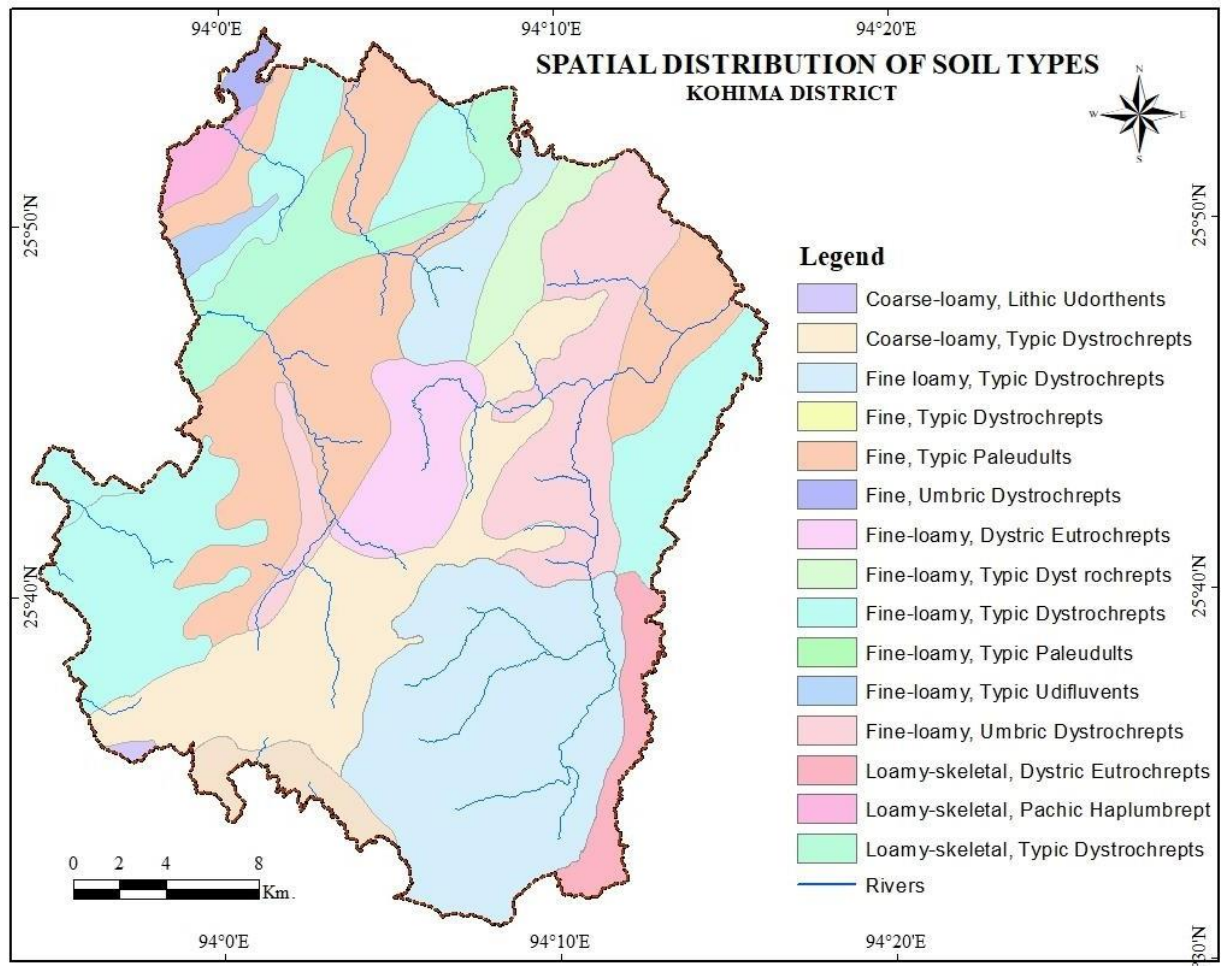 94°0'E 94°10'E 94°20'E
SPATIAL DISTRIBUTION OF SOIL TYPES
KOHIMA DISTRICT
N
W E
S
25°50'N 25°50'N
Legend
Coarse-loamy, Lithic Udorthents
Coarse-loamy, Typic Dystrochrepts
Fine loamy, Typic Dystrochrepts
Fine, Typic Dystrochrepts
Fine, Typic Paleudults
Fine, Umbric Dystrochrepts
Fine-loamy, Dystric Eutrochrepts
Fine-loamy, Typic Dyst rochrepts
Fine-loamy, Typic Dystrochrepts
Fine-loamy, Typic Paleudults
Fine-loamy, Typic Udifluvents
Fine-loamy, Umbric Dystrochrepts
Loamy-skeletal, Dystric Eutrochrepts
Loamy-skeletal, Pachic Haplumbrept
Loamy-skeletal, Typic Dystrochrepts
Rivers
25°40'N 25°40'N
0 2 4 8
Km.
94°0'E 94°10'E 94°20'E
30'N